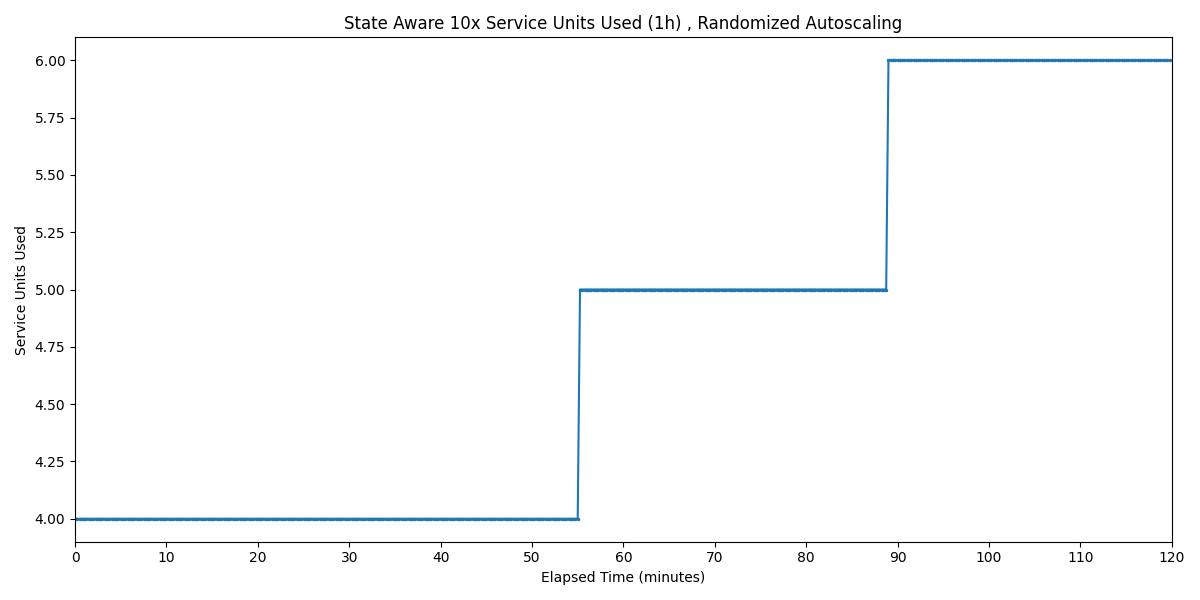 State Aware 10x Service Units Used (1h) , Randomized Autoscaling
6.00
5.75
5.50
5.25
5.00
4.75
4.50
4.25
4.00
Service Units Used
0 10 20 30 40 50 60 70 80 90 100 110 120
Elapsed Time (minutes)